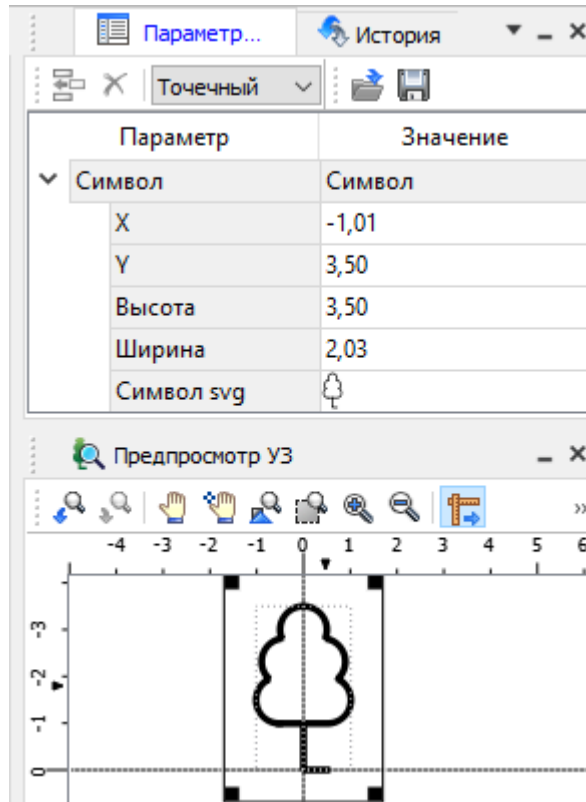 Параметр... История
Точечный
Параметр Значение
Символ Символ
X -1,01
Y 3,50
Высота 3,50
Ширина 2,03
Символ svg
Предпросмотр УЗ
-4 -3 -2 -1 0 1 2 3 4 5 6
-3
-2
-1
0